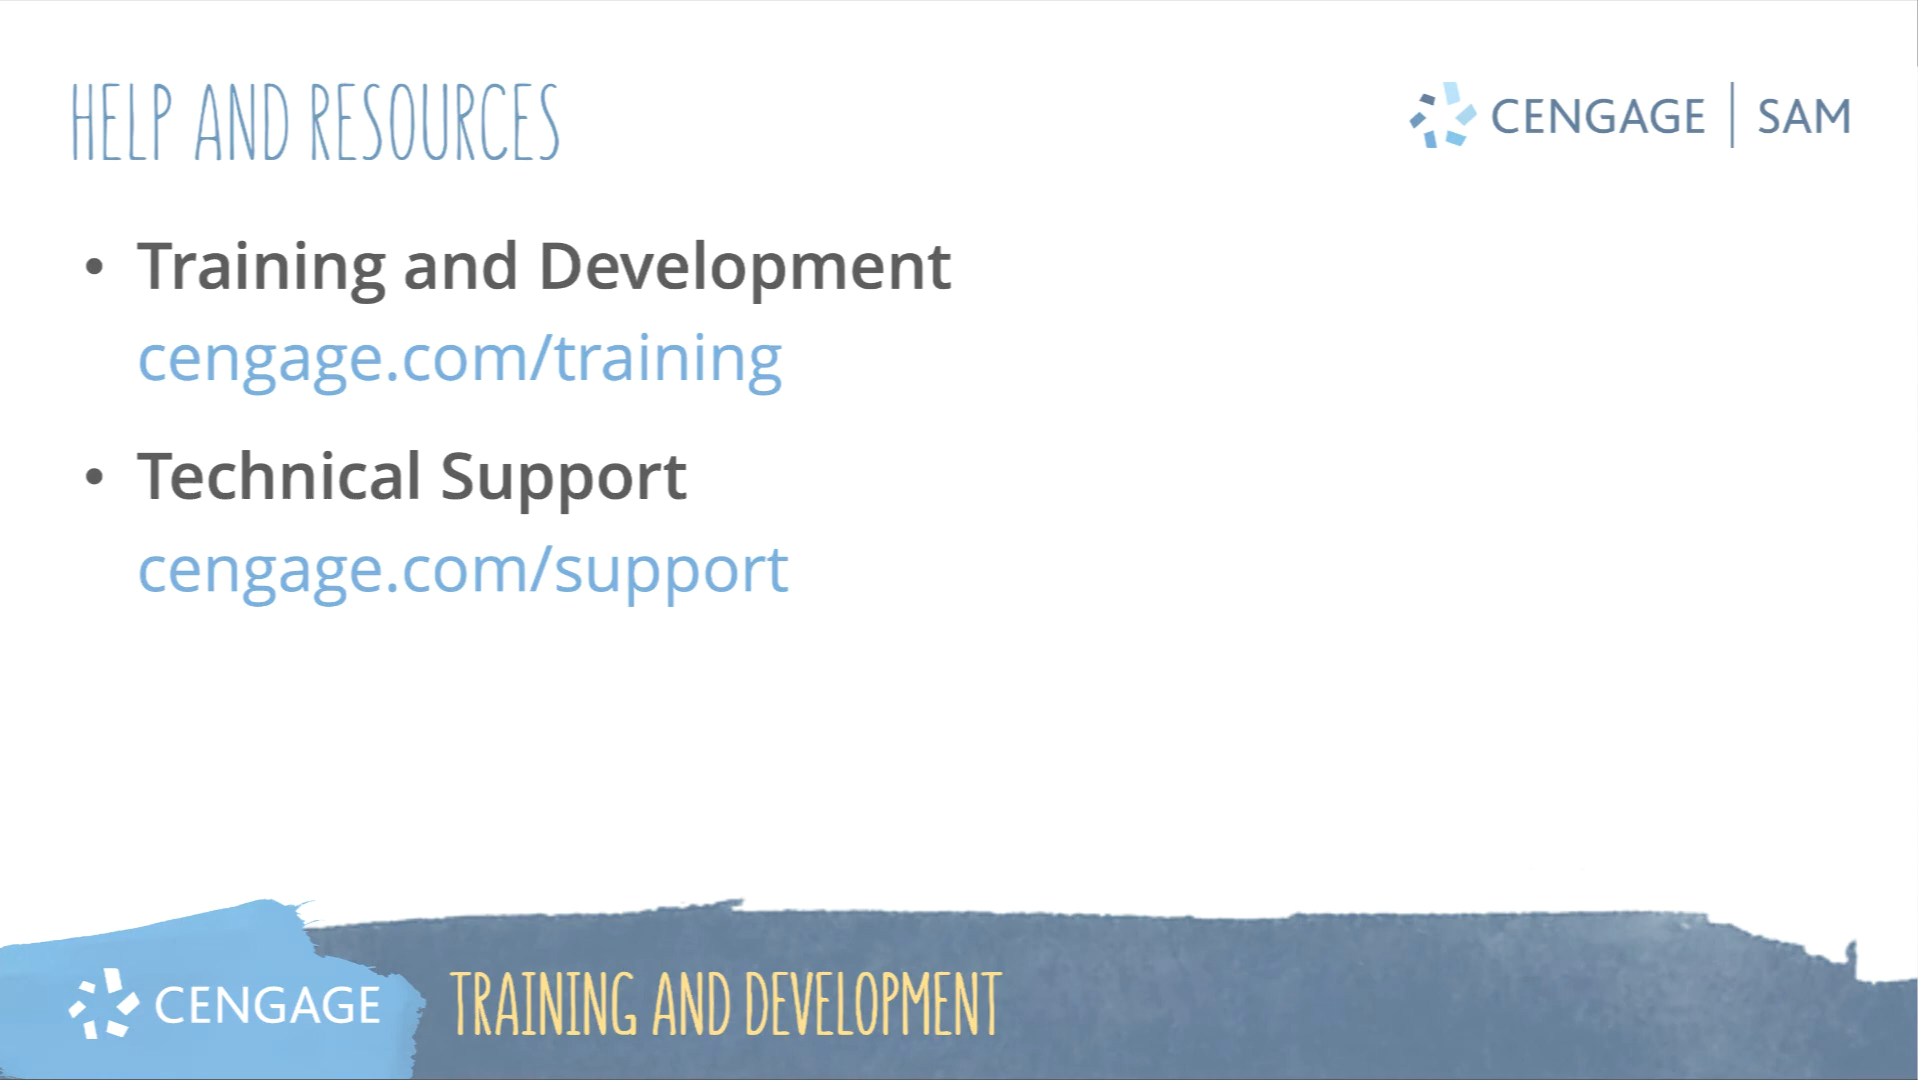 HELP AND RESOURCES
CENGAGE | SAM
• Training and Development
cengage.com/training
• Technical Support
cengage.com/support
CENGAGE TRAINING AND DEVELOPMENT